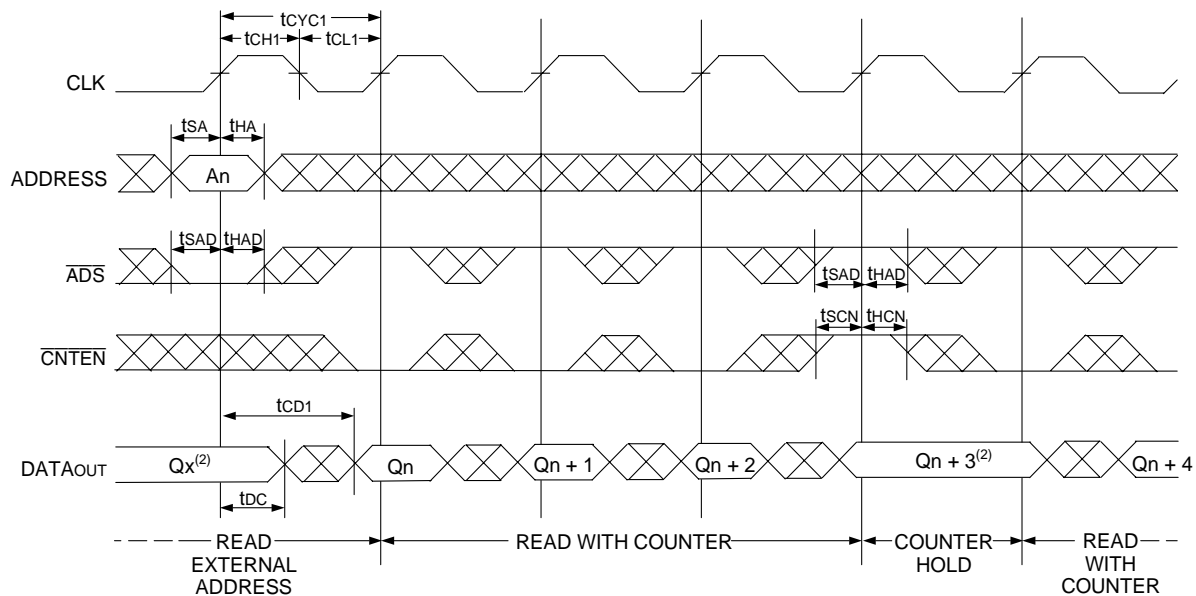 tCYC1
tCH1 tCL1
CLK
tSA tHA
ADDRESS An
tSAD tHAD
ADS
tSAD tHAD
tSCN tHCN
CNTEN
tCD1
DATAOUT Qx(2) Qn Qn + 1 Qn + 2 Qn + 3(2) Qn + 4
tDC
READ EXTERNAL ADDRESS
READ WITH COUNTER
COUNTER HOLD
READ WITH COUNTER